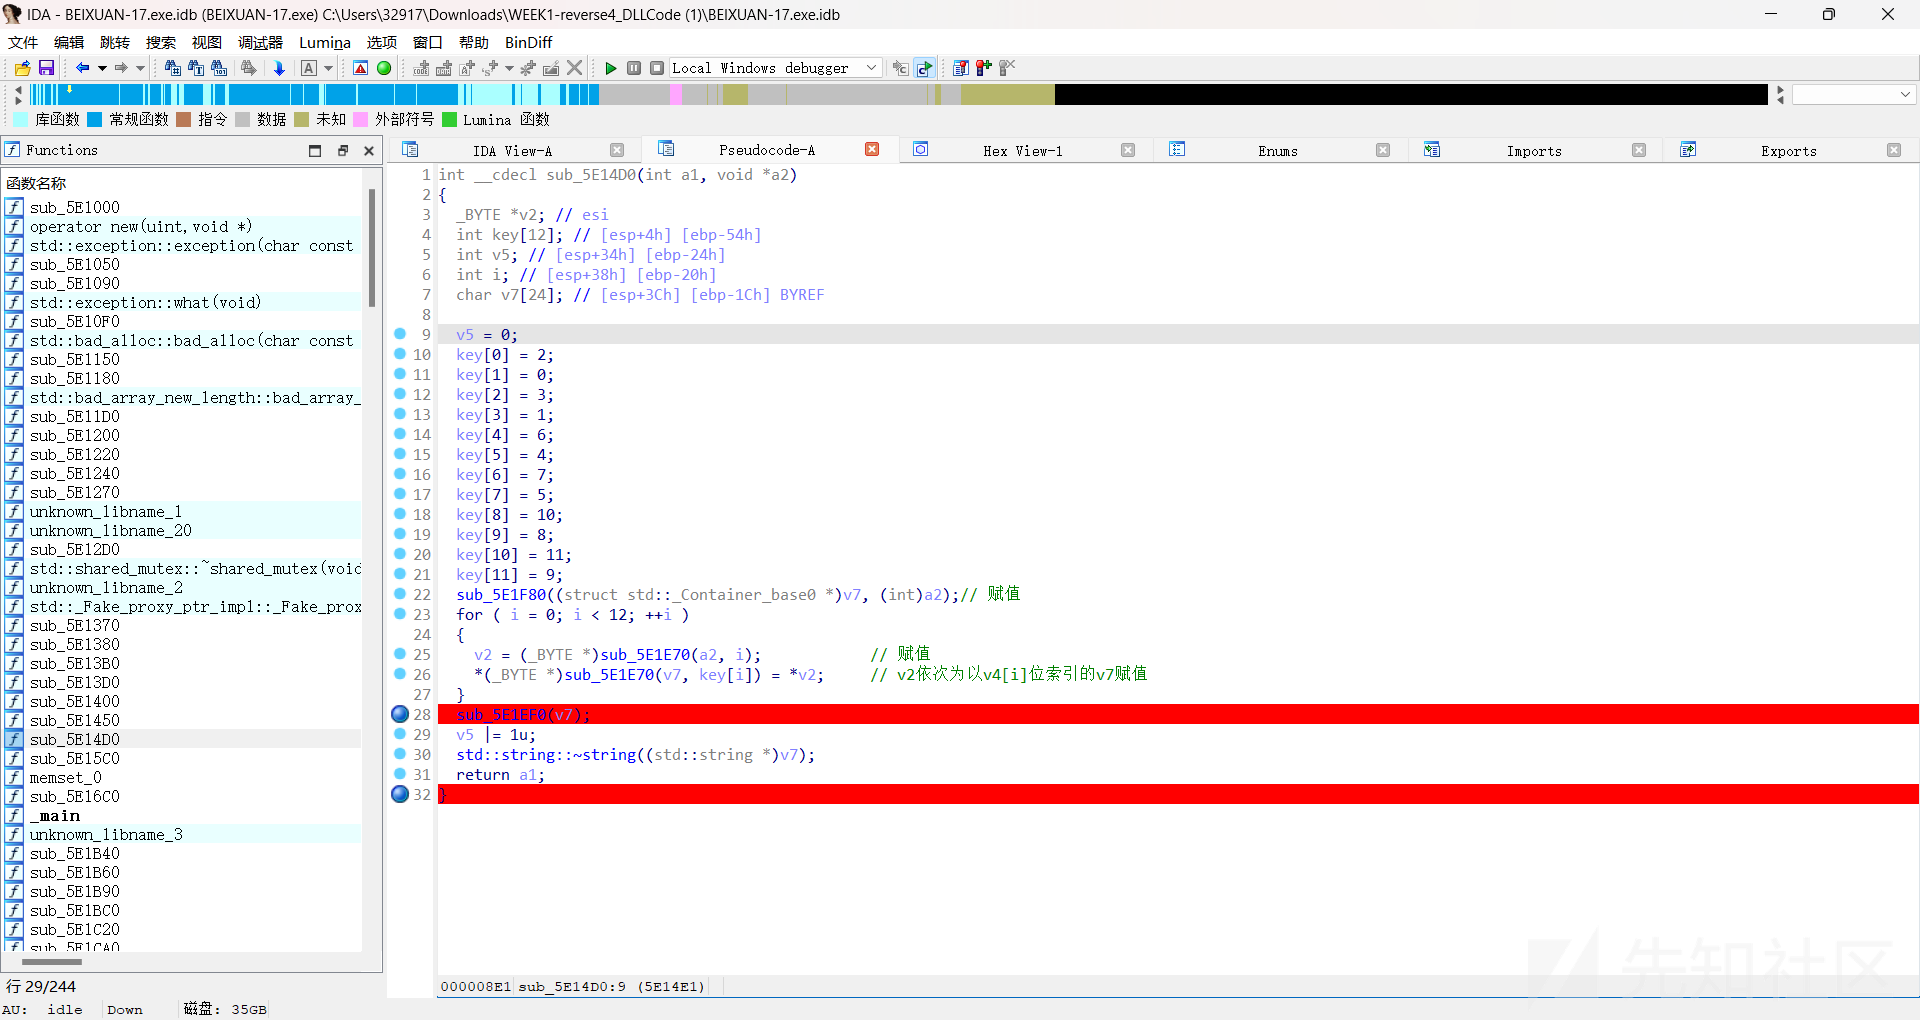 IDA - BEIXUAN-17.exe.idb (BEIXUAN-17.exe) C:\Users\32917\Downloads\WEEK1-reverse4_DLLCode (1)\BEIXUAN-17.exe.idb
文件 编辑 跳转 搜索 视图 调试器 Lumina 选项 窗口 帮助 BinDiff
Local Windows debugger
库函数 常规函数 指令 数据 未知 外部符号 Lumina 函数
Functions
函数名称
sub_5E1000
operator new(uint,void *)
std::exception::exception(char const
sub_5E1050
sub_5E1090
std::exception::what(void)
sub_5E10F0
std::bad_alloc::bad_alloc(char const
sub_5E1150
sub_5E1180
std::bad_array_new_length::bad_array_
sub_5E11D0
sub_5E1200
sub_5E1220
sub_5E1240
sub_5E1270
unknown_libname_1
unknown_libname_20
sub_5E12D0
std::shared_mutex::~shared_mutex(void
unknown_libname_2
std::_Fake_proxy_ptr_impl::_Fake_prox
sub_5E1370
sub_5E1380
sub_5E13B0
sub_5E13D0
sub_5E1400
sub_5E1450
sub_5E14D0
sub_5E15C0
memset_0
sub_5E16C0
_main
unknown_libname_3
sub_5E1B40
sub_5E1B60
sub_5E1B90
sub_5E1BC0
sub_5E1C20
sub_5E1CA0
行 29/244
AU: idle Down 磁盘: 35GB
IDA View-A Pseudocode-A Hex View-1 Enums Imports Exports
1 int __cdecl sub_5E14D0(int a1, void *a2)
2 {
3 _BYTE *v2; // esi
4 int key[12]; // [esp+4h] [ebp-54h]
5 int v5; // [esp+34h] [ebp-24h]
6 int i; // [esp+38h] [ebp-20h]
7 char v7[24]; // [esp+3Ch] [ebp-1Ch] BYREF
8
9 v5 = 0;
10 key[0] = 2;
11 key[1] = 0;
12 key[2] = 3;
13 key[3] = 1;
14 key[4] = 6;
15 key[5] = 4;
16 key[6] = 7;
17 key[7] = 5;
18 key[8] = 10;
19 key[9] = 8;
20 key[10] = 11;
21 key[11] = 9;
22 sub_5E1F80((struct std::_Container_base0 *)v7, (int)a2);// 赋值
23 for ( i = 0; i < 12; ++i )
24 {
25 v2 = (_BYTE *)sub_5E1E70(a2, i); // 赋值
26 *(_BYTE *)sub_5E1E70(v7, key[i]) = *v2; // v2依次为以v4[i]位索引的v7赋值
27 }
28 sub_5E1EF0(v7);
29 v5 |= 1u;
30 std::string::~string((std::string *)v7);
31 return a1;
32 }
000008E1 sub_5E14D0:9 (5E14E1)
先知社区